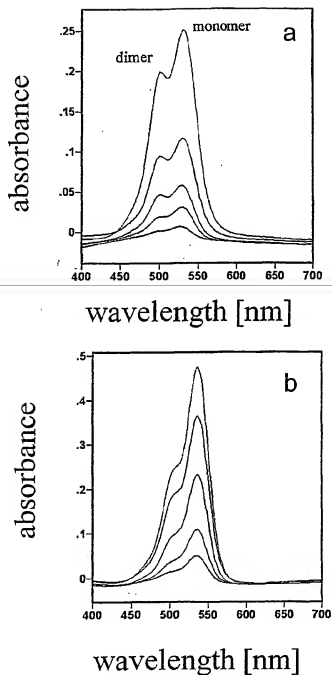 a
monomer
dimer
.25
.2
.15
.1
.05
0
absorbance
400 450 500 550 600 650 700
wavelength [nm]
b
.5
.4
.3
.2
.1
0
absorbance
400 450 500 550 600 650 700
wavelength [nm]